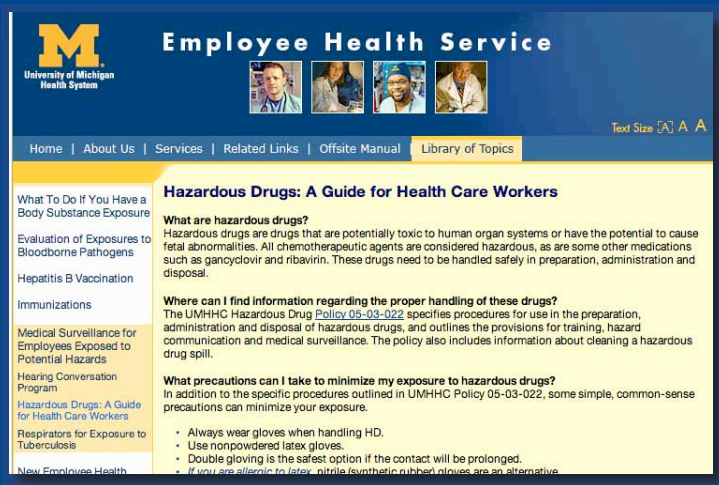 M
University of Michigan
Health System
Employee Health Service
Text Size [A] A A
Home | About Us | Services | Related Links | Offsite Manual | Library of Topics
What To Do If You Have a
Body Substance Exposure
Evaluation of Exposures to
Bloodborne Pathogens
Hepatitis B Vaccination
Immunizations
Medical Surveillance for
Employees Exposed to
Potential Hazards
Hearing Conversation
Program
Hazardous Drugs: A Guide
for Health Care Workers
Respirators for Exposure to
Tuberculosis
New Employee Health
Hazardous Drugs: A Guide for Health Care Workers
What are hazardous drugs?
Hazardous drugs are drugs that are potentially toxic to human organ systems or have the potential to cause
fetal abnormalities. All chemotherapeutic agents are considered hazardous, as are some other medications
such as gancyclovir and ribavirin. These drugs need to be handled safely in preparation, administration and
disposal.
Where can I find information regarding the proper handling of these drugs?
The UMHHC Hazardous Drug Policy 05-03-022 specifies procedures for use in the preparation,
administration and disposal of hazardous drugs, and outlines the provisions for training, hazard
communication and medical surveillance. The policy also includes information about cleaning a hazardous
drug spill.
What precautions can I take to minimize my exposure to hazardous drugs?
In addition to the specific procedures outlined in UMHHC Policy 05-03-022, some simple, common-sense
precautions can minimize your exposure.
• Always wear gloves when handling HD.
• Use nonpowdered latex gloves.
• Double gloving is the safest option if the contact will be prolonged.
• If you are allergic to latex, nitrile (synthetic rubber) gloves are an alternative.